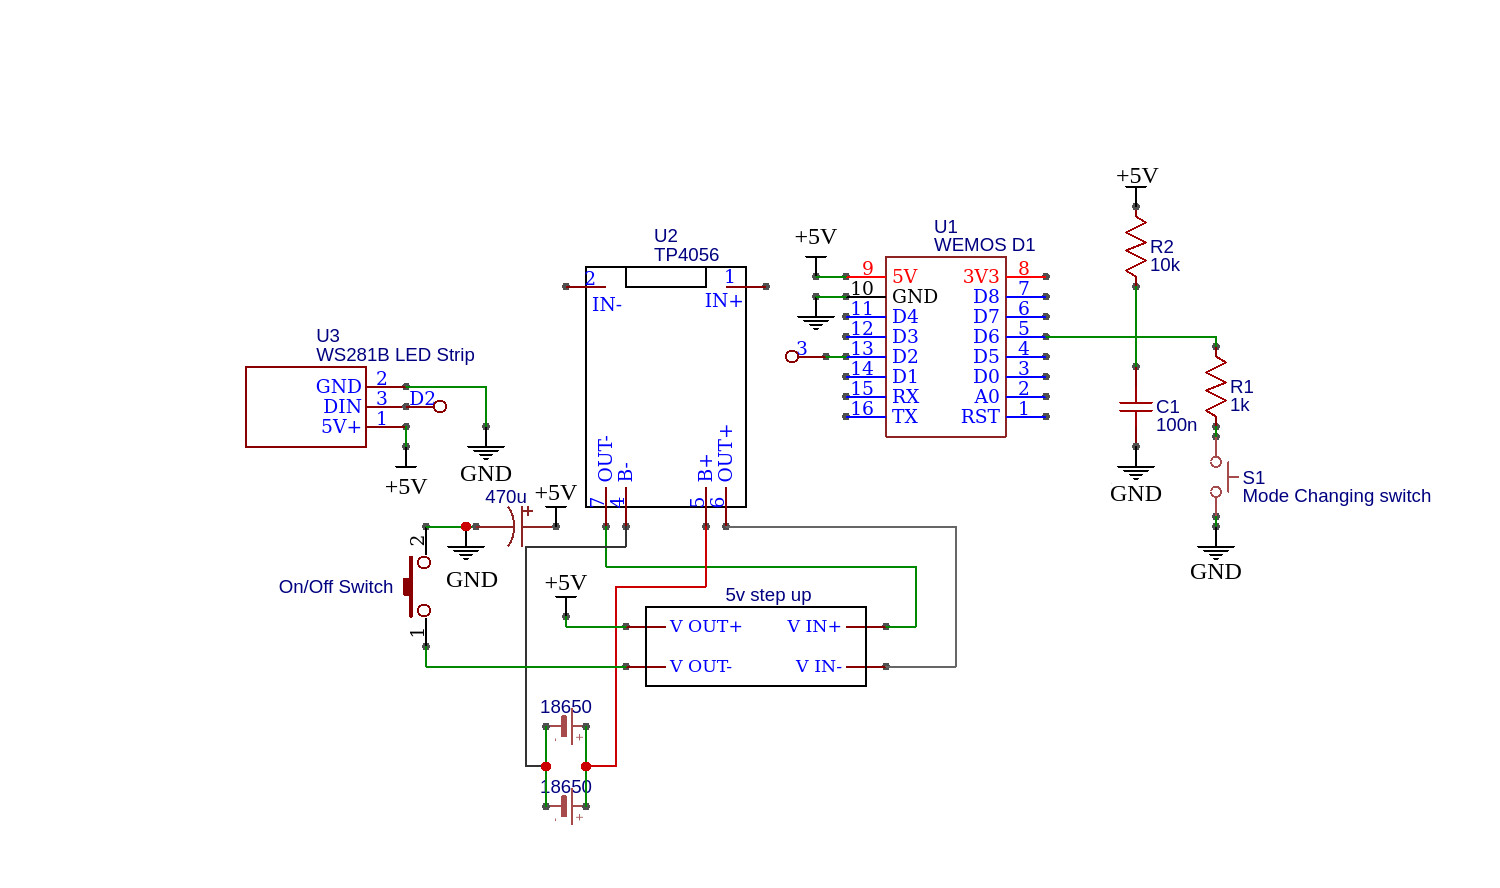 +5V
R2
10k
C1
100n
GND
R1
1k
S1
Mode Changing switch
GND
U1
WEMOS D1
+5V
9 5V 3V3 8
10 GND D8 7
11 D4 D7 6
12 D3 D6 5
3 13 D2 D5 4
14 D1 D0 3
15 RX A0 2
16 TX RST 1
U2
TP4056
2 1
IN- IN+
OUT- B- B+ OUT+
7 4 5 6
U3
WS281B LED Strip
GND 2
DIN 3 D2
5V+ 1
+5V
GND
470u +5V
GND
2
On/Off Switch
1
+5V
5v step up
V OUT+ V IN+
V OUT- V IN-
18650
- +
18650
- +